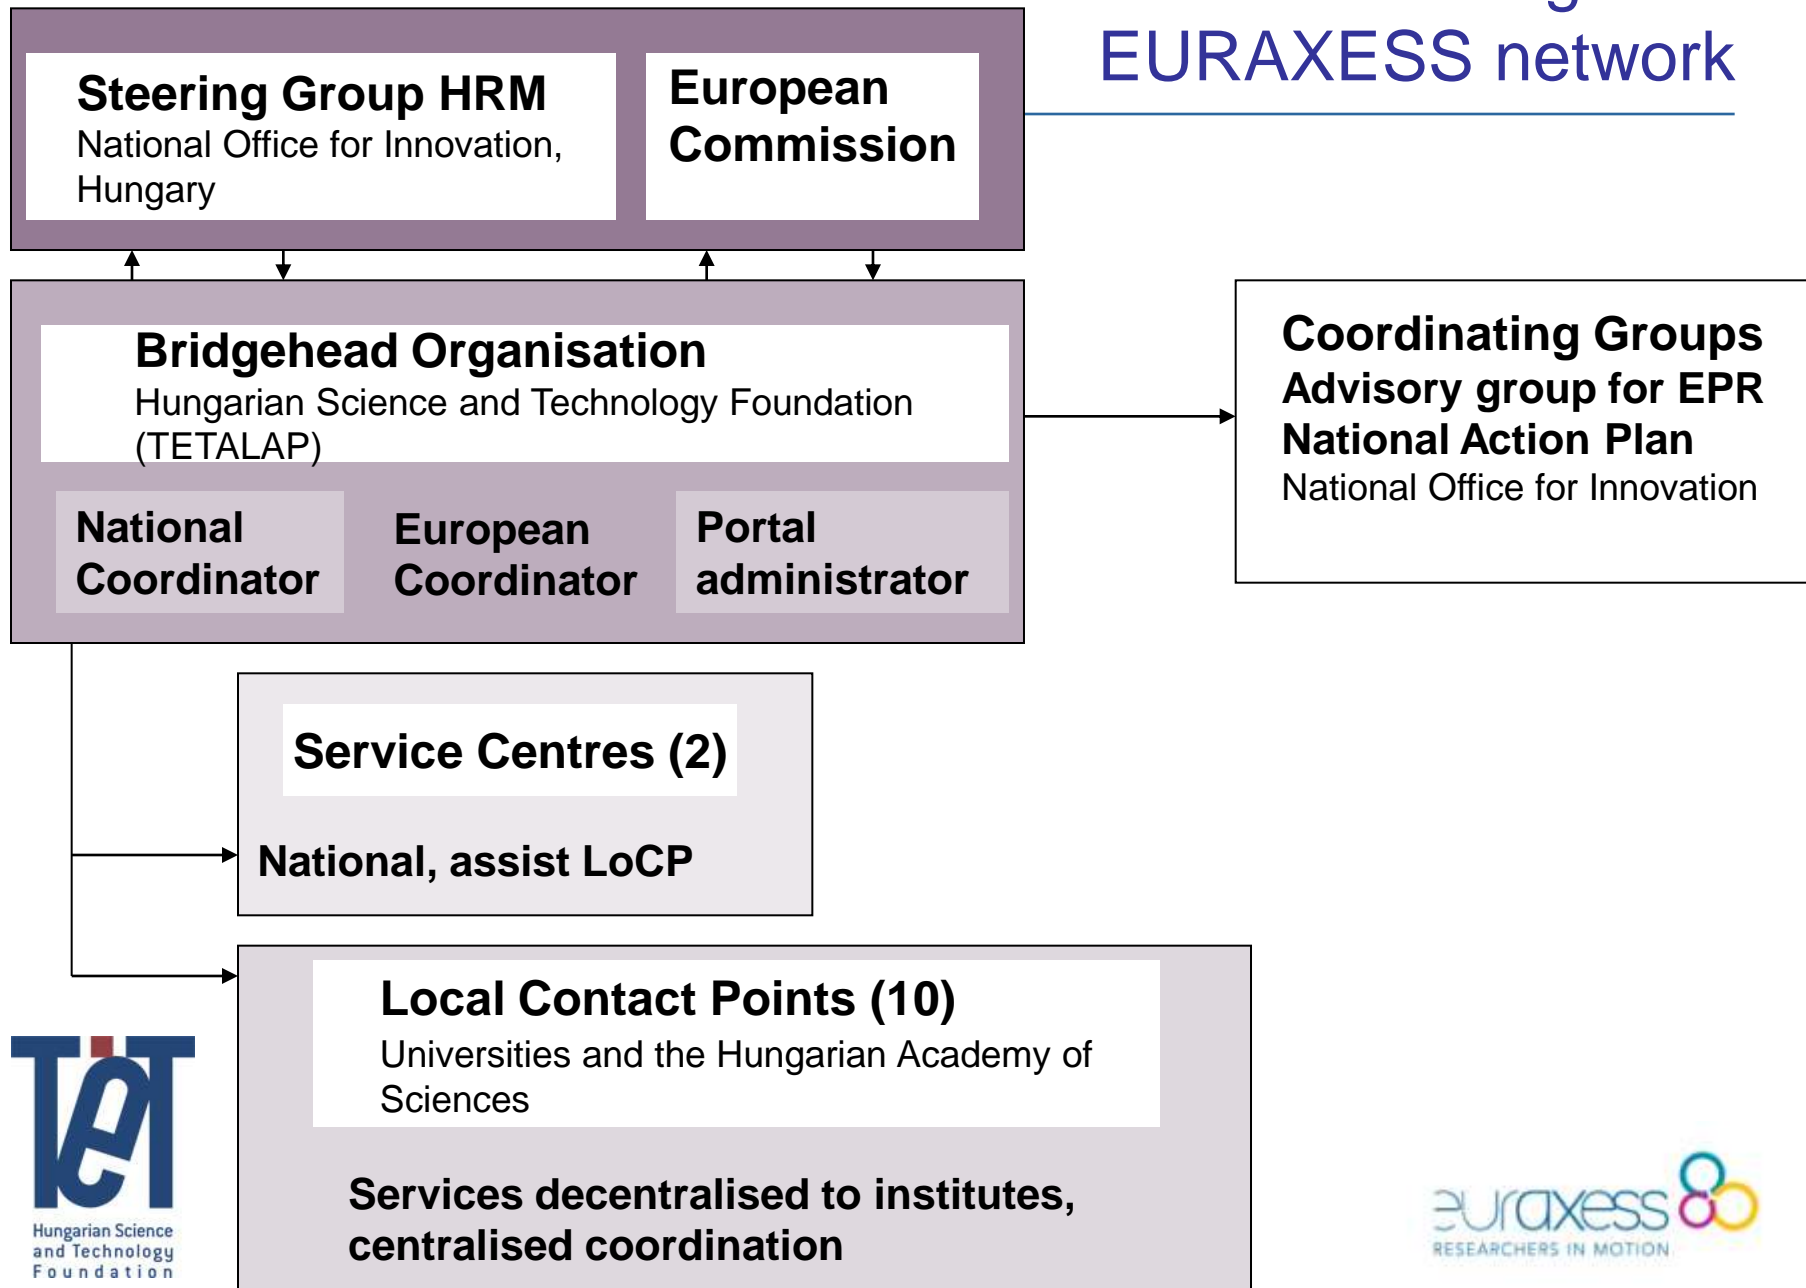 EURAXESS network
Steering Group HRM
National Office for Innovation,
Hungary
European
Commission
Bridgehead Organisation
Hungarian Science and Technology Foundation
(TETALAP)
National
Coordinator
European
Coordinator
Portal
administrator
Coordinating Groups
Advisory group for EPR
National Action Plan
National Office for Innovation
Service Centres (2)
National, assist LoCP
Local Contact Points (10)
Universities and the Hungarian Academy of
Sciences
Services decentralised to institutes,
centralised coordination
TeT
Hungarian Science
and Technology
Foundation
euraxess
RESEARCHERS IN MOTION